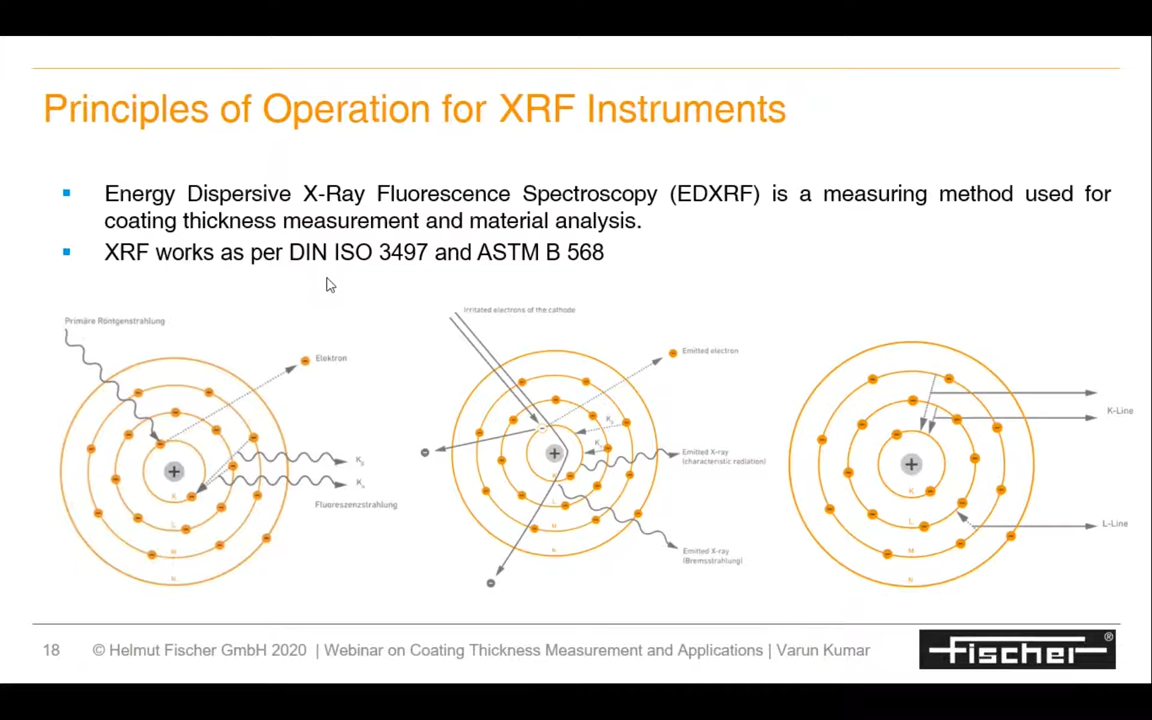 Principles of Operation for XRF Instruments
Energy Dispersive X-Ray Fluorescence Spectroscopy (EDXRF) is a measuring method used for
coating thickness measurement and material analysis.
XRF works as per DIN ISO 3497 and ASTM B 568
Primäre Röntgenstrahlung
Elektron
Kβ
Kα
Fluoreszenzstrahlung
K
L
M
N
Irritated electrons of the cathode
Emitted electron
Emitted X-ray
(characteristic radiation)
Emitted X-ray
(Bremsstrahlung)
L
M
N
K-Line
L-Line
K
L
M
N
18
© Helmut Fischer GmbH 2020 | Webinar on Coating Thickness Measurement and Applications | Varun Kumar
Fischer®